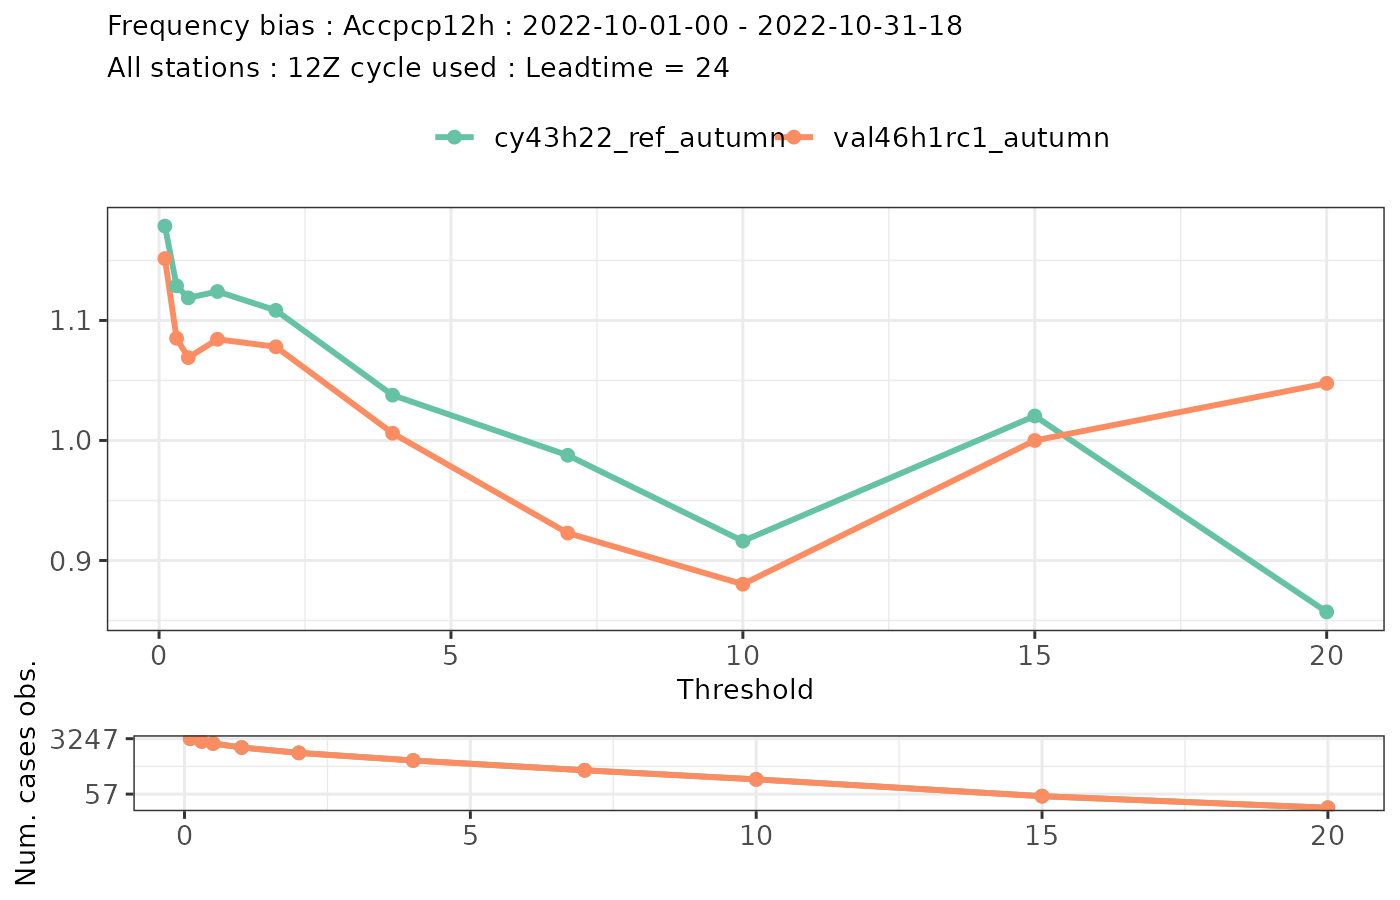 Frequency bias : Accpcp12h : 2022-10-01-00 - 2022-10-31-18
All stations : 12Z cycle used : Leadtime = 24
cy43h22_ref_autumn val46h1rc1_autumn
1.1
1.0
0.9
0 5 10 15 20
Threshold
Num. cases obs.
3247
57
0 5 10 15 20